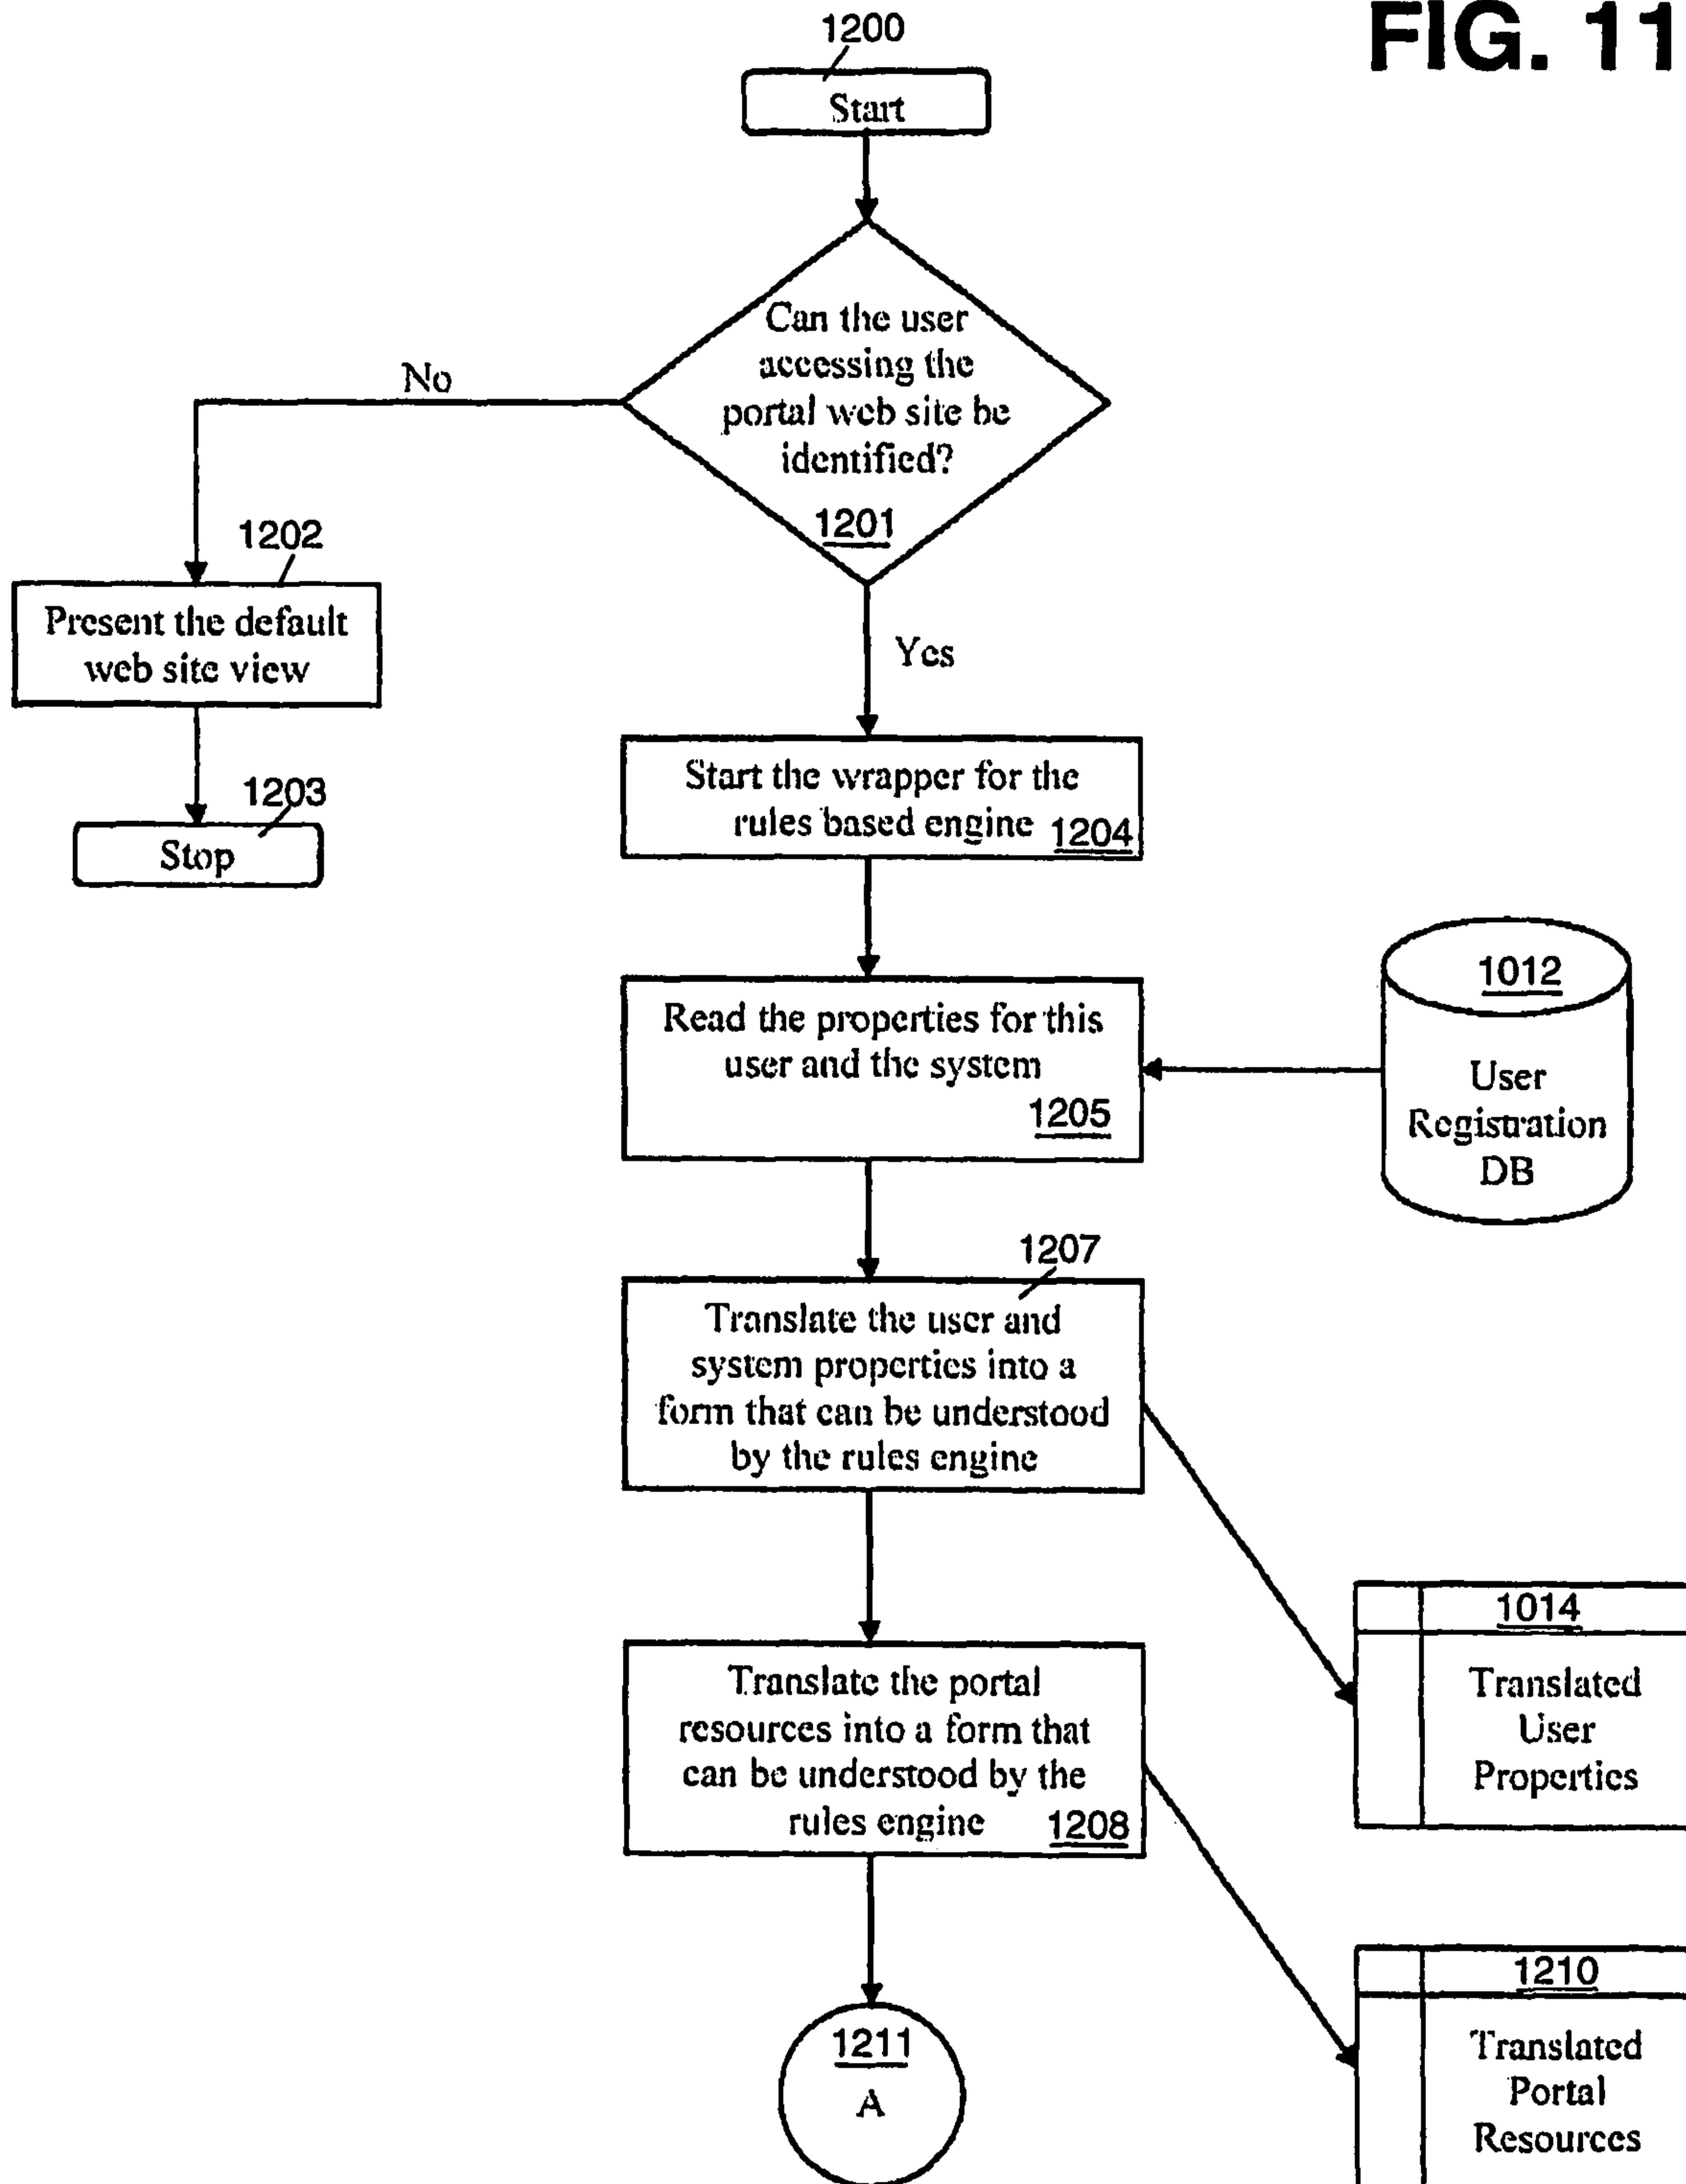 FIG. 11
1200
Start
Can the user
accessing the
portal web site be
identified?
1201
No
Yes
1202
Present the default
web site view
1203
Stop
Start the wrapper for the
rules based engine 1204
Read the properties for this
user and the system
1205
1012
User
Registration
DB
1207
Translate the user and
system properties into a
form that can be understood
by the rules engine
1014
Translated
User
Properties
Translate the portal
resources into a form that
can be understood by the
rules engine 1208
1210
Translated
Portal
Resources
1211
A